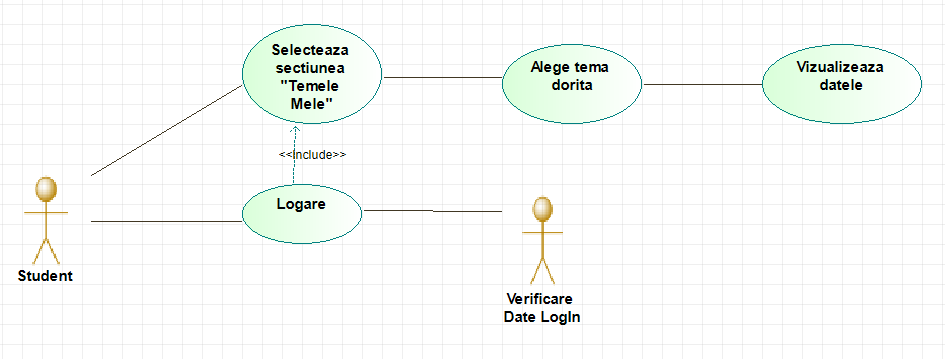 Selecteaza
sectiunea
"Temele
Mele"
Alege tema
dorita
Vizualizeaza
datele
<<include>>
Logare
Student
Verificare
Date LogIn